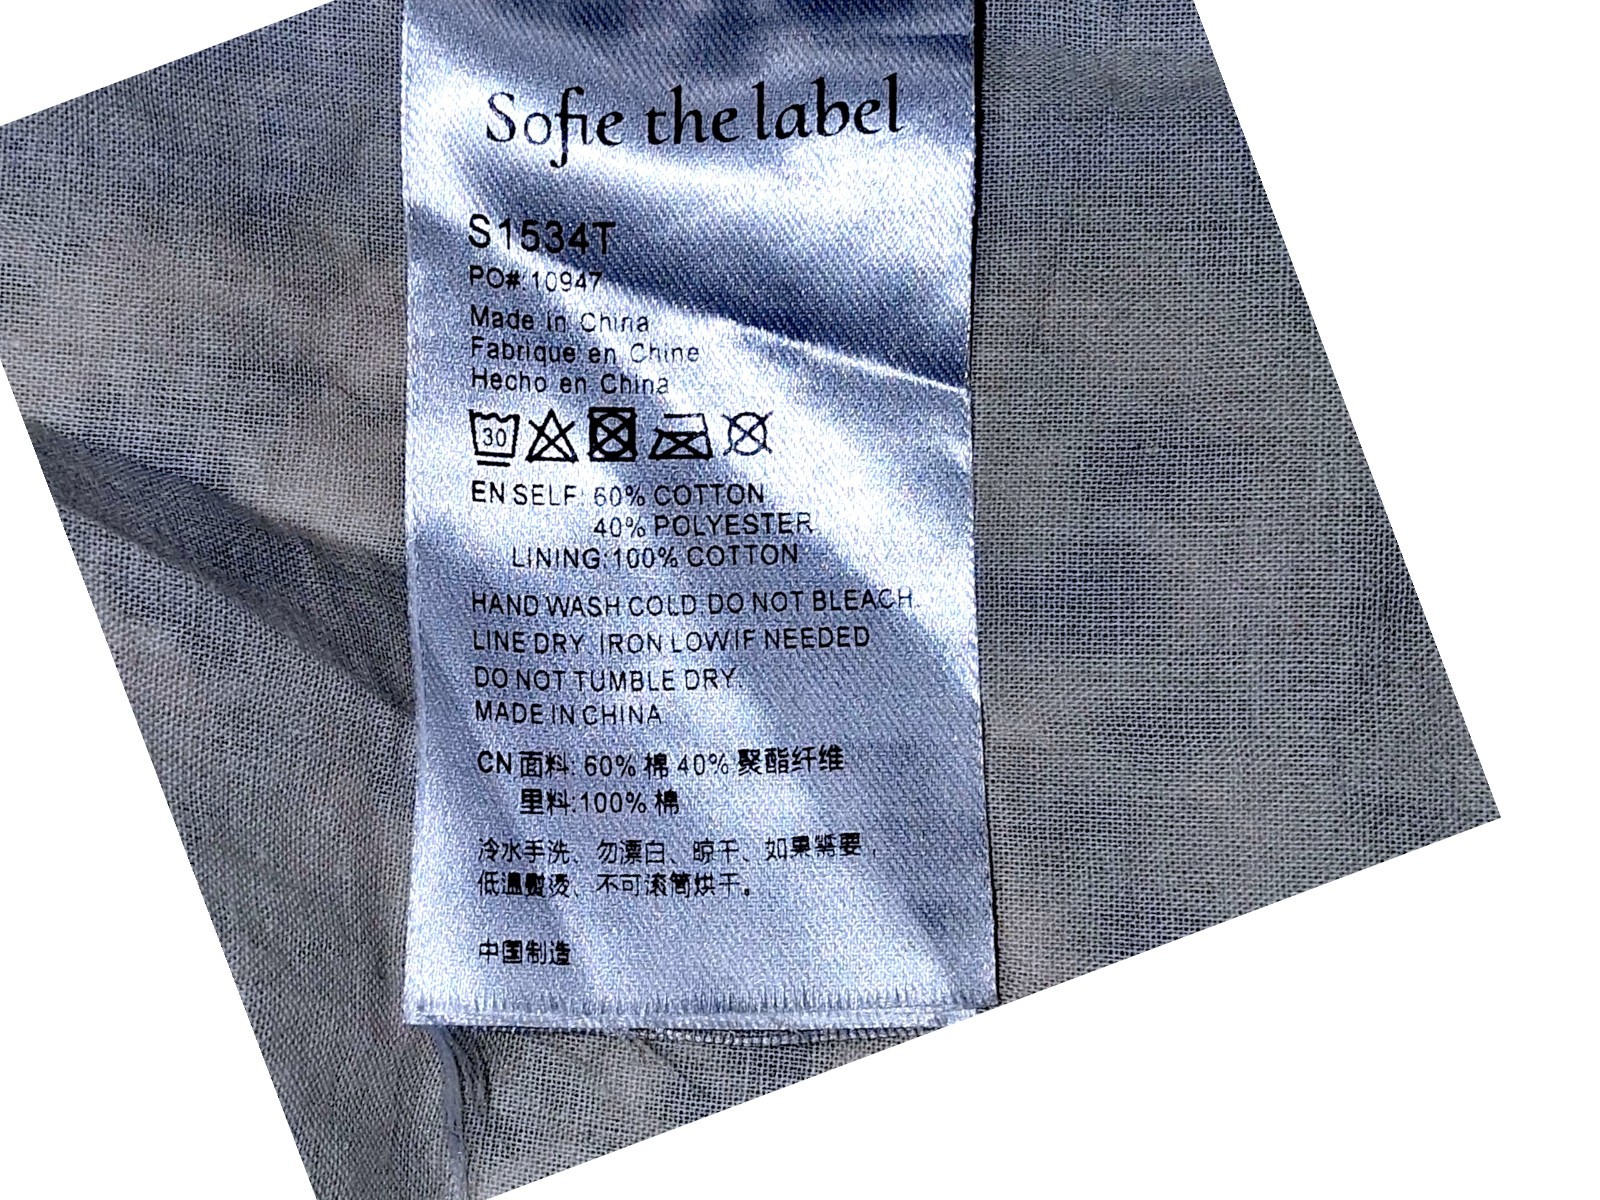 Sofie the label
S1534T
PO# 10947
Made in China
Fabrique en Chine
Hecho en China
30
EN SELF: 60% COTTON
40% POLYESTER
LINING:100% COTTON
HAND WASH COLD DO NOT BLEACH
LINE DRY. IRON LOW IF NEEDED
DO NOT TUMBLE DRY.
MADE IN CHINA
CN 面料: 60% 棉 40% 聚酯纤维
里料:100% 棉
冷水手洗、勿漂白、晾干、如果需要,
低温熨烫、不可滚筒烘干。
中国制造